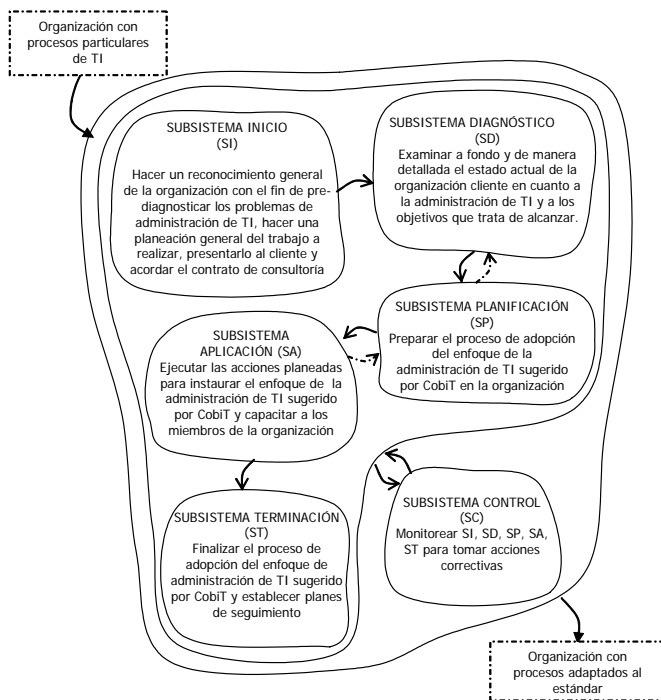 Organización con
procesos particulares
de TI
SUBSISTEMA INICIO
(SI)
Hacer un reconocimiento general
de la organización con el fin de pre-
diagnosticar los problemas de
administración de TI, hacer una
planeación general del trabajo a
realizar, presentarlo al cliente y
acordar el contrato de consultoría
SUBSISTEMA DIAGNÓSTICO
(SD)
Examinar a fondo y de manera
detallada el estado actual de la
organización cliente en cuanto a
la administración de TI y a los
objetivos que trata de alcanzar.
SUBSISTEMA PLANIFICACIÓN
(SP)
Preparar el proceso de adopción
del enfoque de la
administración de TI sugerido
por CobiT en la organización
SUBSISTEMA
APLICACIÓN (SA)
Ejecutar las acciones planeadas
para instaurar el enfoque de la
administración de TI sugerido
por CobiT y capacitar a los
miembros de la organización
SUBSISTEMA TERMINACIÓN
(ST)
Finalizar el proceso de
adopción del enfoque de
administración de TI sugerido
por CobiT y establecer planes
de seguimiento
SUBSISTEMA CONTROL
(SC)
Monitorear SI, SD, SP, SA,
ST para tomar acciones
correctivas
Organización con
procesos adaptados al
estándar